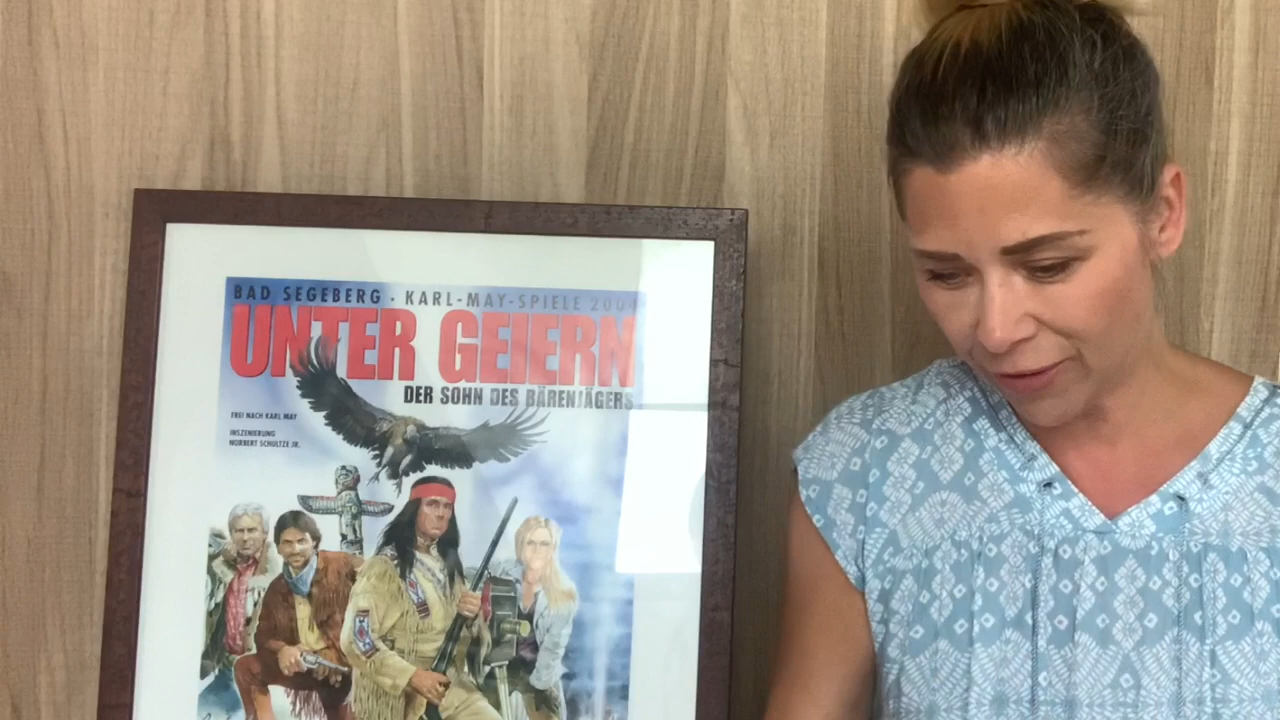 BAD SEGEBERG • KARL-MAY-SPIELE 2004
UNTER GEIERN
DER SOHN DES BÄRENJÄGERS
FREI NACH KARL MAY
INSZENIERUNG
NORBERT SCHULTZE JR.